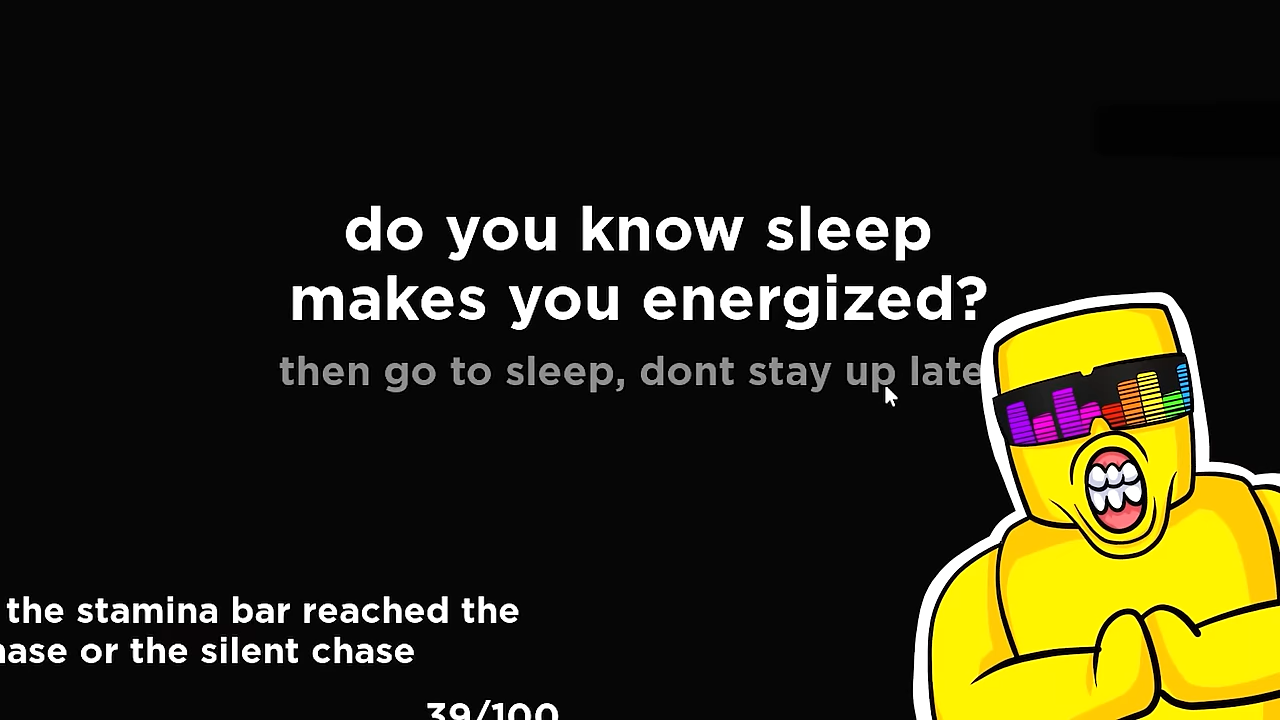 do you know sleep
makes you energized?
then go to sleep, dont stay up late
the stamina bar reached the
ase or the silent chase
39/100